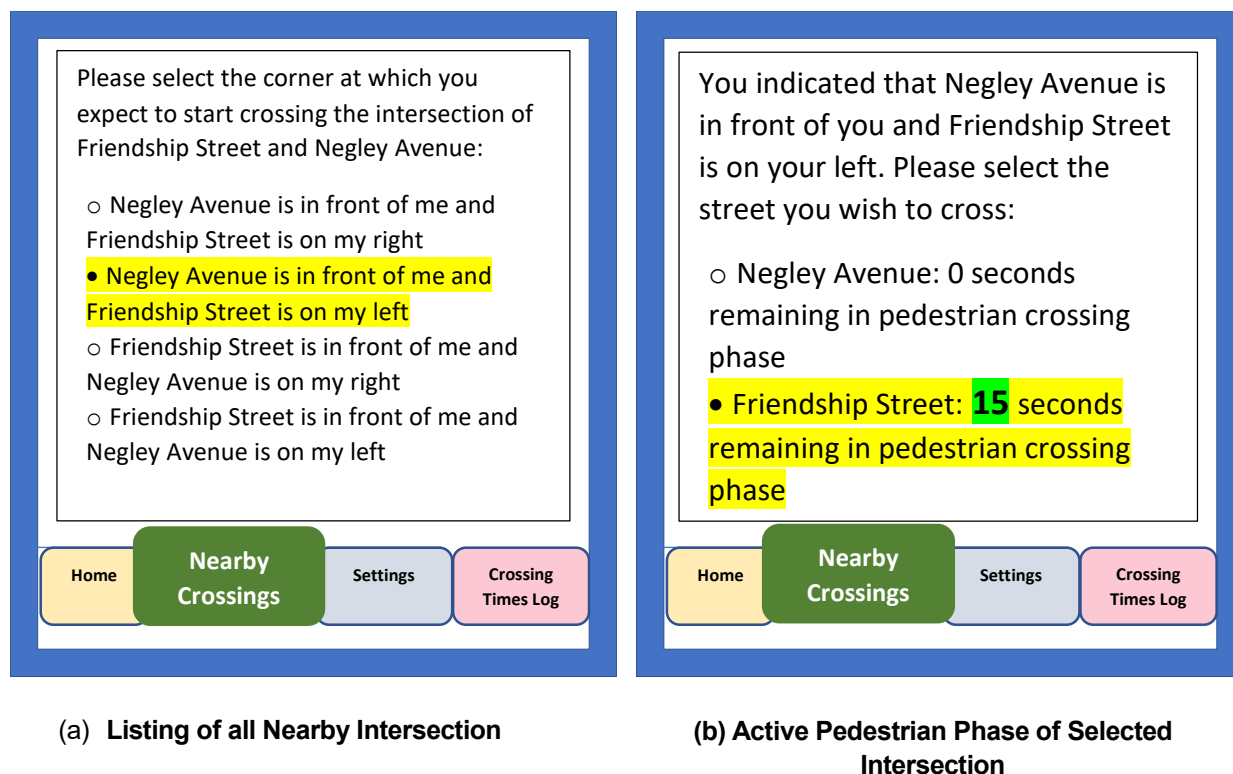 Please select the corner at which you
expect to start crossing the intersection of
Friendship Street and Negley Avenue:
○ Negley Avenue is in front of me and
Friendship Street is on my right
● Negley Avenue is in front of me and
Friendship Street is on my left
○ Friendship Street is in front of me and
Negley Avenue is on my right
○ Friendship Street is in front of me and
Negley Avenue is on my left
Home
Nearby
Crossings
Settings
Crossing
Times Log
(a) Listing of all Nearby Intersection
You indicated that Negley Avenue is
in front of you and Friendship Street
is on your left. Please select the
street you wish to cross:
○ Negley Avenue: 0 seconds
remaining in pedestrian crossing
phase
● Friendship Street: 15 seconds
remaining in pedestrian crossing
phase
Home
Nearby
Crossings
Settings
Crossing
Times Log
(b) Active Pedestrian Phase of Selected
Intersection